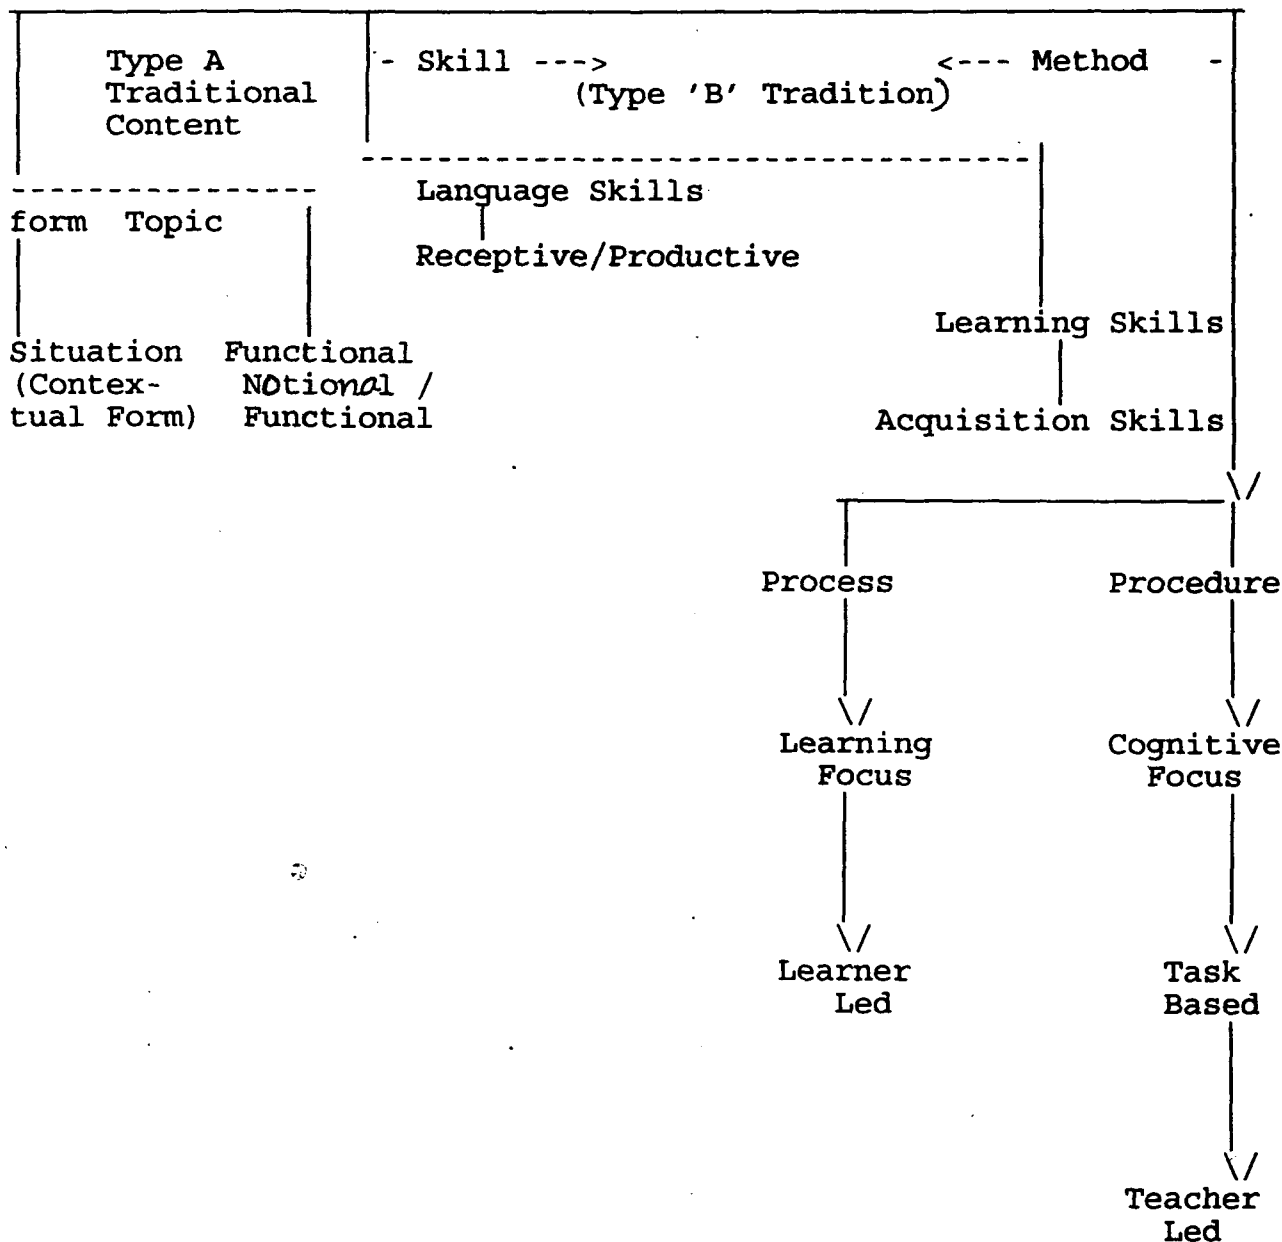 Type A
Traditional
Content
- Skill ---> <--- Method -
(Type 'B' Tradition)
form Topic
Language Skills
Receptive/Productive
Situation Functional
(Contex- Notional /
tual Form) Functional
Learning Skills
Acquisition Skills
Process Procedure
Learning Cognitive
Focus Focus
Learner Task
Led Based
Teacher
Led